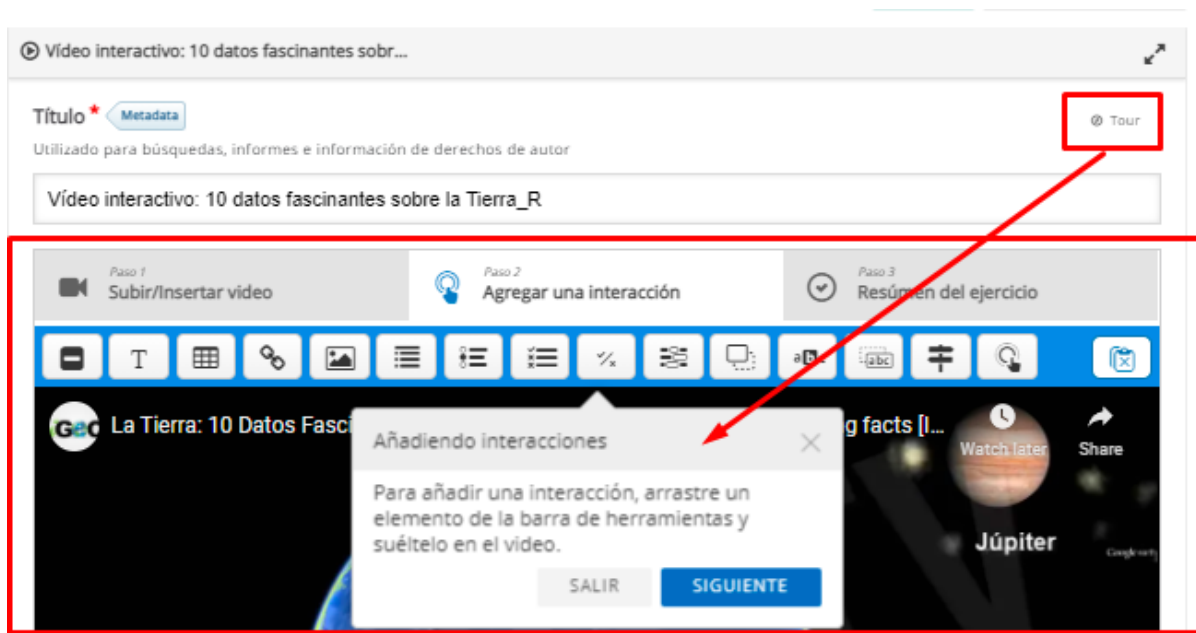 Vídeo interactivo: 10 datos fascinantes sobr...
Título * Metadata
Tour
Utilizado para búsquedas, informes e información de derechos de autor
Vídeo interactivo: 10 datos fascinantes sobre la Tierra_R
Paso 1
Subir/Insertar video
Paso 2
Agregar una interacción
Paso 3
Resúmen del ejercicio
T
abc
La Tierra: 10 Datos Fasci
g facts [I...
Watch later
Share
Añadiendo interacciones
Para añadir una interacción, arrastre un
elemento de la barra de herramientas y
suéltelo en el video.
SALIR
SIGUIENTE
Júpiter